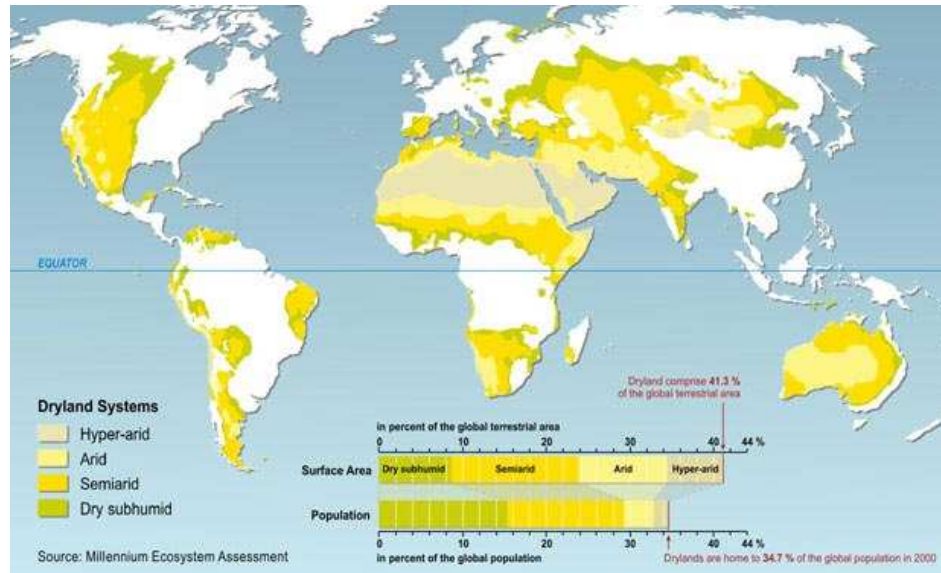 EQUATOR
Dryland Systems
Hyper-arid
Arid
Semiarid
Dry subhumid
Source: Millennium Ecosystem Assessment
Dryland comprise 41.3 %
of the global terrestrial area
in percent of the global terrestrial area
0 10 20 30 40 44 %
Surface Area Dry subhumid Semiarid Arid Hyper-arid
Population
0 10 20 30 40 44 %
in percent of the global population
Drylands are home to 34.7 % of the global population in 2000